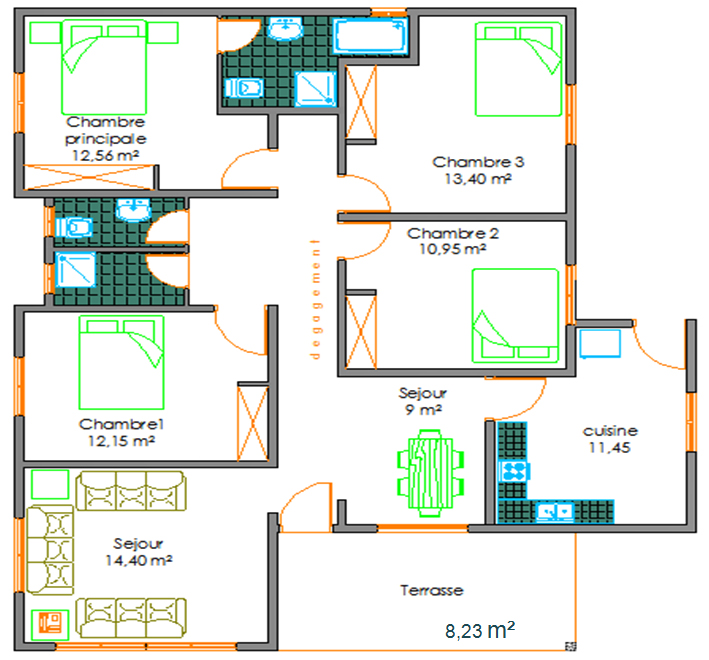 Chambre
principale
12,56 m²
Chambre 3
13,40 m²
Chambre 2
10,95 m²
degagement
Chambre1
12,15 m²
Sejour
9 m²
cuisine
11,45
Sejour
14,40 m²
Terrasse
8,23 m²